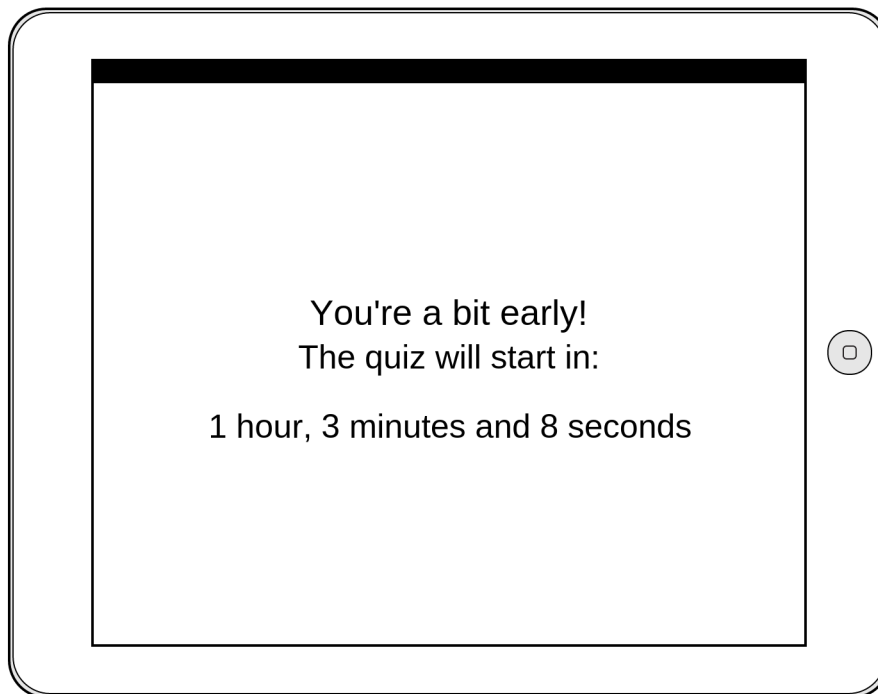 You're a bit early!
The quiz will start in:
1 hour, 3 minutes and 8 seconds